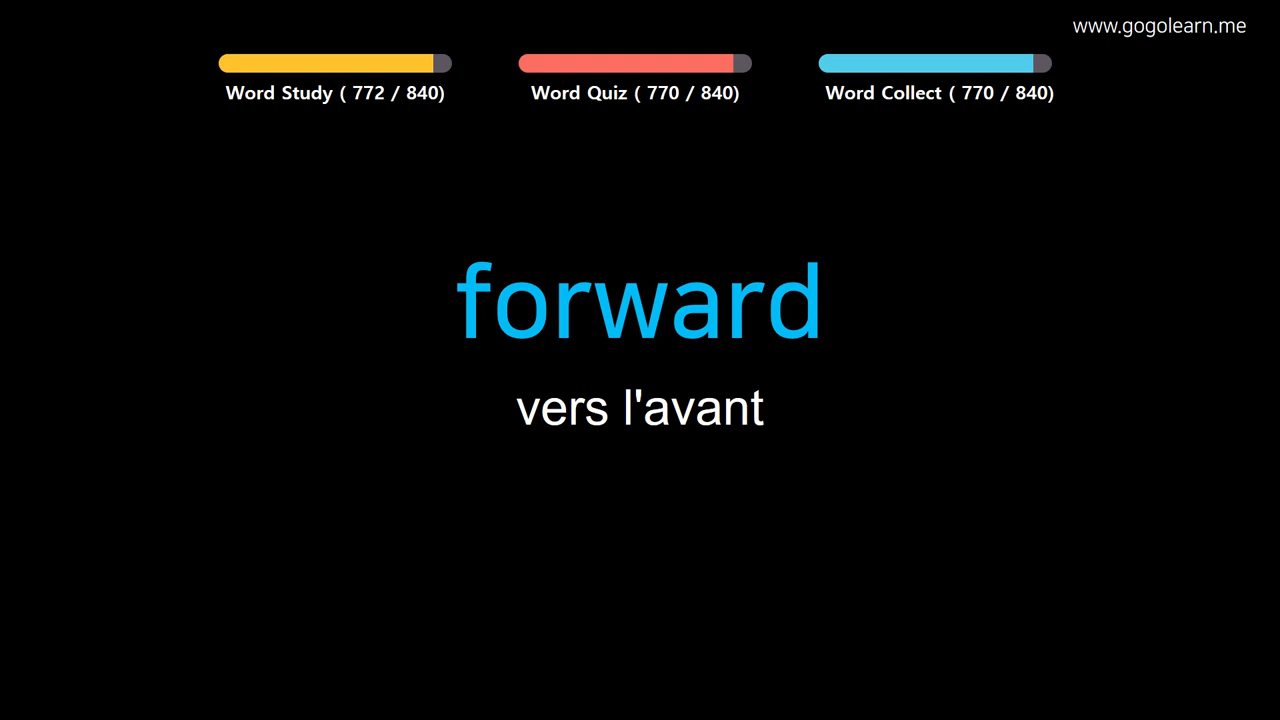 www.gogolearn.me
Word Study ( 772 / 840)
Word Quiz ( 770 / 840)
Word Collect ( 770 / 840)
forward
vers l'avant